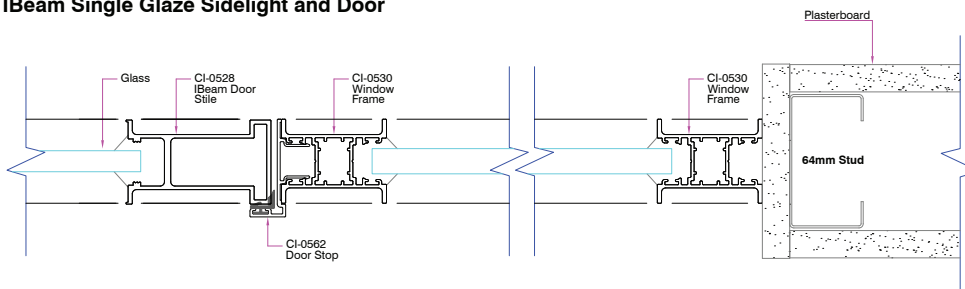 IBeam Single Glaze Sidelight and Door
Plasterboard
Glass
CI-0528
IBeam Door
Stile
CI-0530
Window
Frame
CI-0530
Window
Frame
64mm Stud
CI-0562
Door Stop